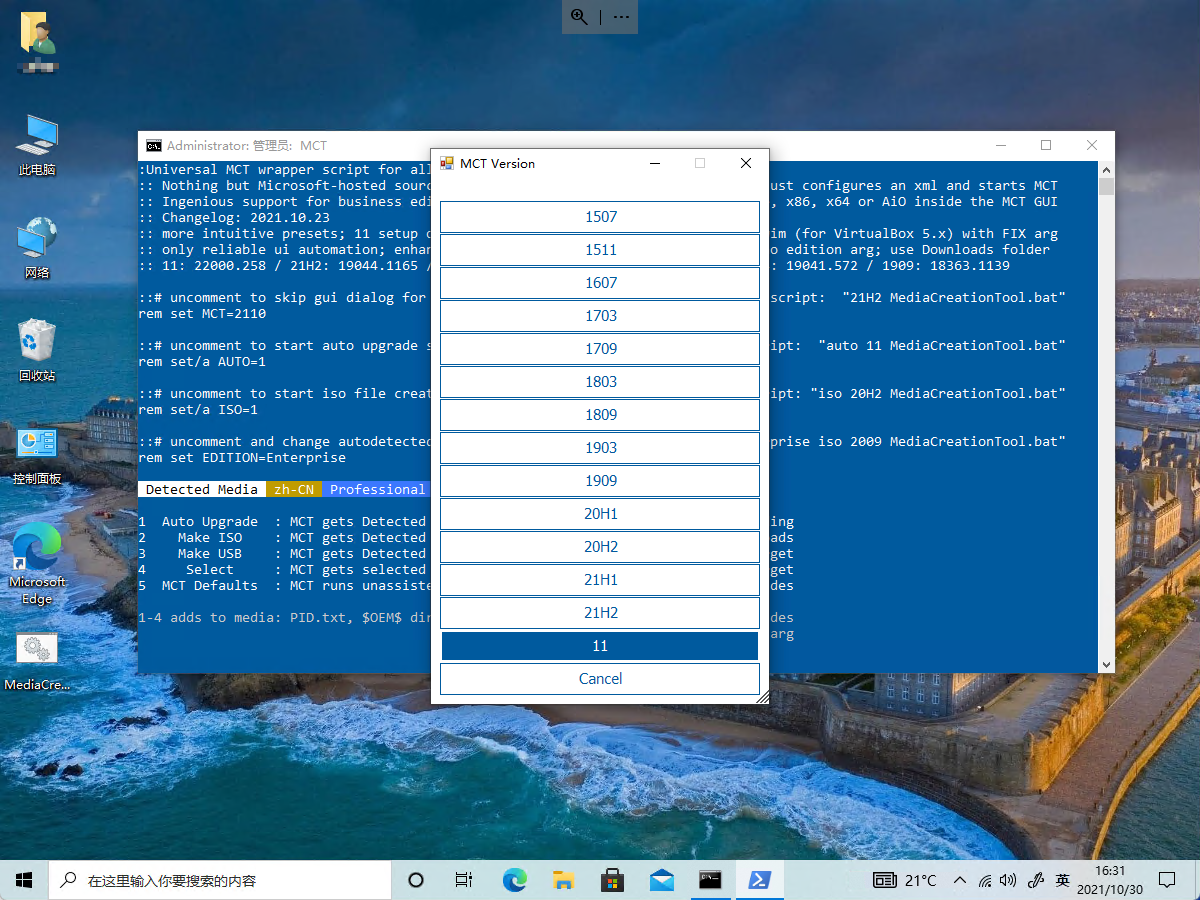 此电脑
网络
回收站
控制面板
Microsoft
Edge
MediaCre...
Administrator: 管理员: MCT
:Universal MCT wrapper script for all
:: Nothing but Microsoft-hosted sour
ust configures an xml and starts MCT
:: Ingenious support for business edi
, x86, x64 or AiO inside the MCT GUI
:: Changelog: 2021.10.23
:: more intuitive presets; 11 setup
im (for VirtualBox 5.x) with FIX arg
:: only reliable ui automation; enhan
o edition arg; use Downloads folder
:: 11: 22000.258 / 21H2: 19044.1165 /
: 19041.572 / 1909: 18363.1139
::# uncomment to skip gui dialog for
script: "21H2 MediaCreationTool.bat"
rem set MCT=2110
::# uncomment to start auto upgrade s
ipt: "auto 11 MediaCreationTool.bat"
rem set/a AUTO=1
::# uncomment to start iso file creat
ipt: "iso 20H2 MediaCreationTool.bat"
rem set/a ISO=1
::# uncomment and change autodetected
prise iso 2009 MediaCreationTool.bat"
rem set EDITION=Enterprise
Detected Media zh-CN Professional
1 Auto Upgrade : MCT gets Detected
ing
2 Make ISO : MCT gets Detected
ads
3 Make USB : MCT gets Detected
get
4 Select : MCT gets selected
get
5 MCT Defaults : MCT runs unassiste
des
1-4 adds to media: PID.txt, $OEM$ dir
des
arg
MCT Version
1507
1511
1607
1703
1709
1803
1809
1903
1909
20H1
20H2
21H1
21H2
11
Cancel
在这里输入你要搜索的内容
21°C
英
16:31
2021/10/30